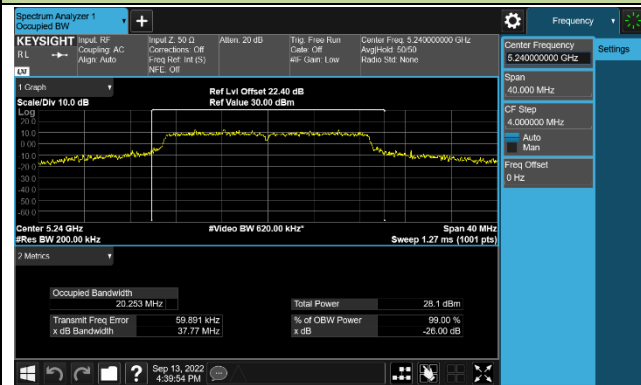 Spectrum Analyzer 1
Occupied BW
Frequency
KEYSIGHT
RL
LXI
Input: RF
Coupling: AC
Align: Auto
Input Z: 50 Ω
Corrections: Off
Freq Ref: Int (S)
NFE: Off
Atten: 20 dB
Trig: Free Run
Gate: Off
#IF Gain: Low
Center Freq: 5.240000000 GHz
Avg|Hold: 50/50
Radio Std: None
Center Frequency
5.240000000 GHz
Settings
Span
40.000 MHz
CF Step
4.000000 MHz
Auto
Man
Freq Offset
0 Hz
1 Graph
Scale/Div 10.0 dB
Ref Lvl Offset 22.40 dB
Ref Value 30.00 dBm
Log
20.0
10.0
0.00
-10.0
-20.0
-30.0
-40.0
-50.0
-60.0
Center 5.24 GHz
#Video BW 620.00 kHz*
Span 40 MHz
#Res BW 200.00 kHz
Sweep 1.27 ms (1001 pts)
2 Metrics
Occupied Bandwidth
20.253 MHz
Total Power 28.1 dBm
Transmit Freq Error 59.891 kHz
% of OBW Power 99.00 %
x dB Bandwidth 37.77 MHz
x dB -26.00 dB
?
Sep 13, 2022
4:39:54 PM